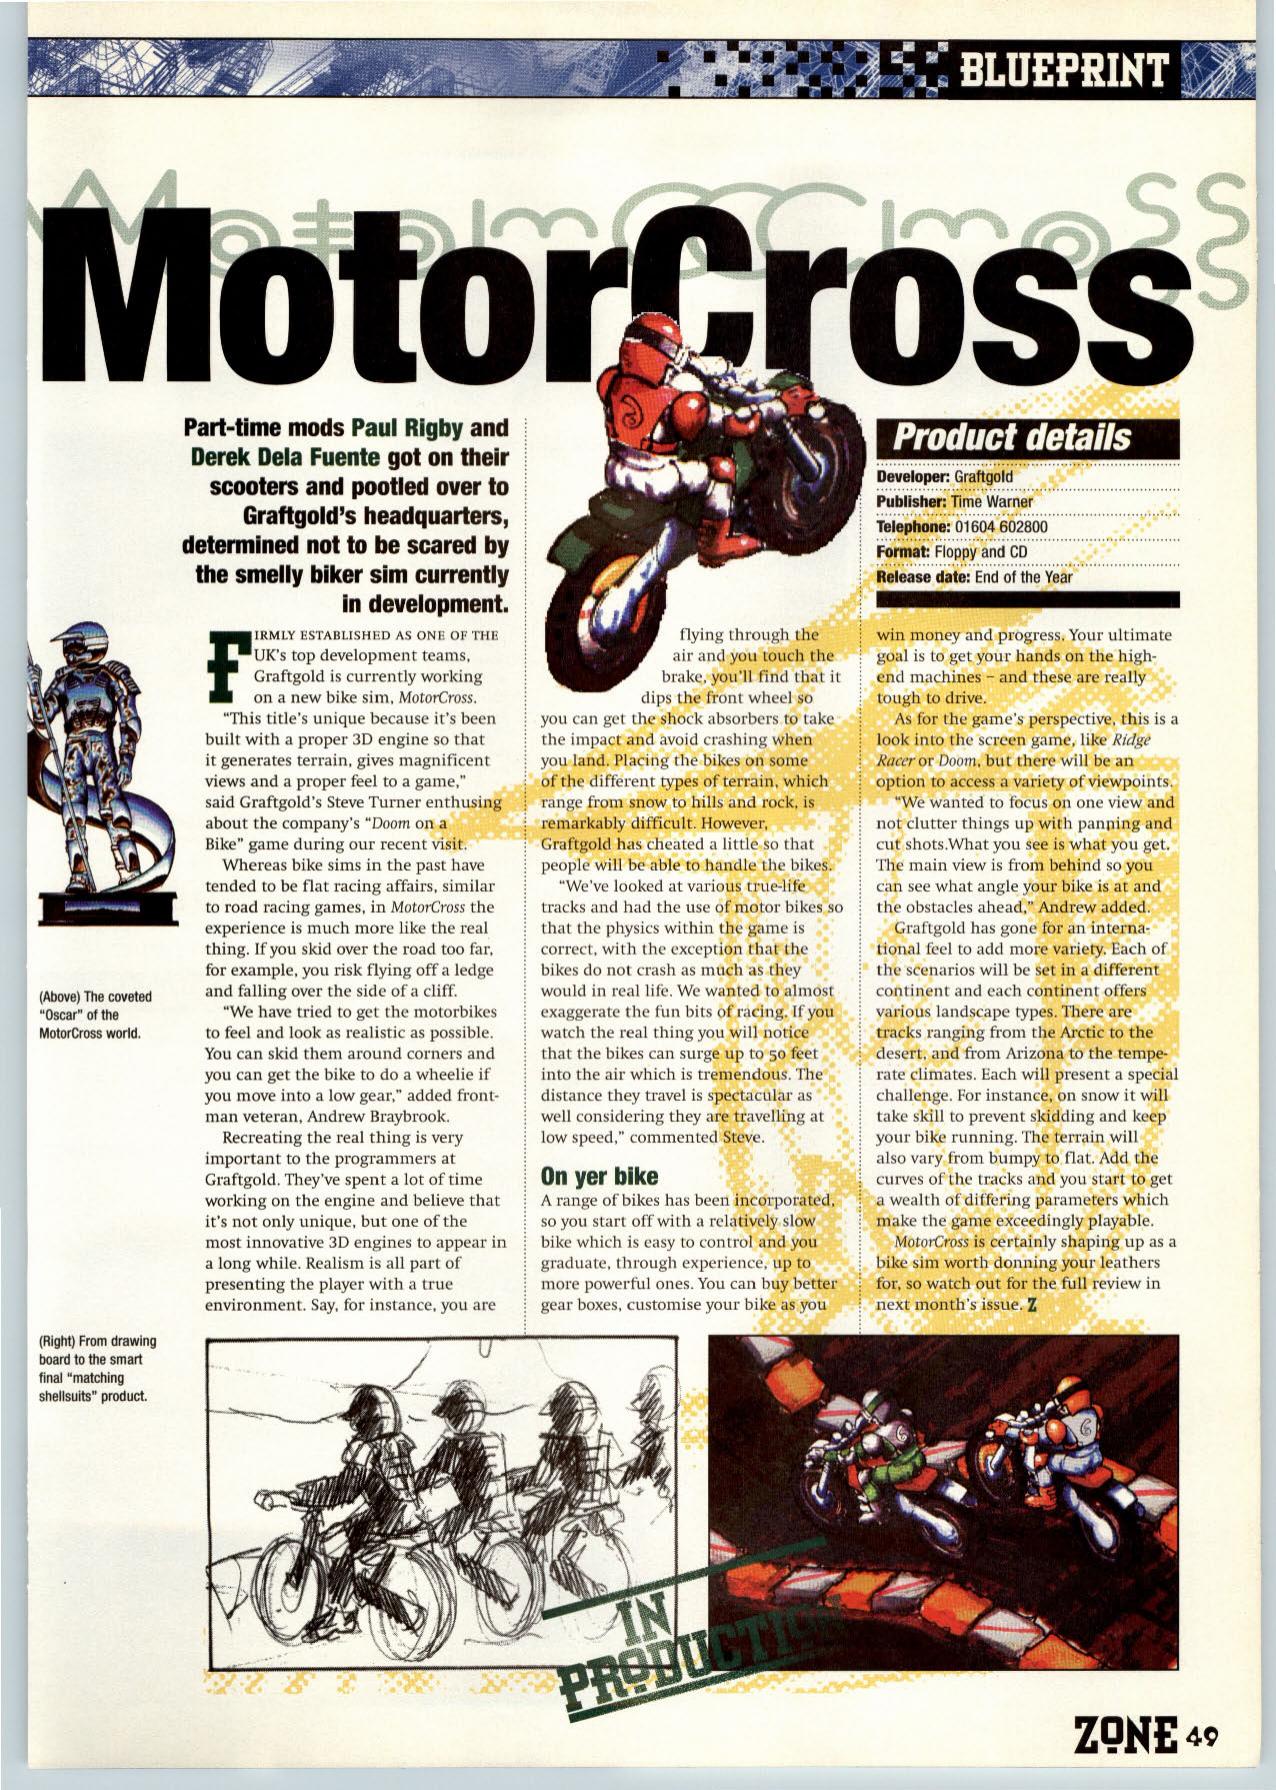 BLUEPRINT
MotorCross
MotorCross
Part-time mods Paul Rigby and
Derek Dela Fuente got on their
scooters and pootled over to
Graftgold's headquarters,
determined not to be scared by
the smelly biker sim currently
in development.
FIRMLY ESTABLISHED AS ONE OF THE
UK's top development teams,
Graftgold is currently working
on a new bike sim, MotorCross.
"This title's unique because it's been
built with a proper 3D engine so that
it generates terrain, gives magnificent
views and a proper feel to a game,"
said Graftgold's Steve Turner enthusing
about the company's "Doom on a
Bike" game during our recent visit.
Whereas bike sims in the past have
tended to be flat racing affairs, similar
to road racing games, in MotorCross the
experience is much more like the real
thing. If you skid over the road too far,
for example, you risk flying off a ledge
and falling over the side of a cliff.
"We have tried to get the motorbikes
to feel and look as realistic as possible.
You can skid them around corners and
you can get the bike to do a wheelie if
you move into a low gear," added front-
man veteran, Andrew Braybrook.
Recreating the real thing is very
important to the programmers at
Graftgold. They've spent a lot of time
working on the engine and believe that
it's not only unique, but one of the
most innovative 3D engines to appear in
a long while. Realism is all part of
presenting the player with a true
environment. Say, for instance, you are
flying through the
air and you touch the
brake, you'll find that it
dips the front wheel so
you can get the shock absorbers to take
the impact and avoid crashing when
you land. Placing the bikes on some
of the different types of terrain, which
range from snow to hills and rock, is
remarkably difficult. However,
Graftgold has cheated a little so that
people will be able to handle the bikes.
"We've looked at various true-life
tracks and had the use of motor bikes so
that the physics within the game is
correct, with the exception that the
bikes do not crash as much as they
would in real life. We wanted to almost
exaggerate the fun bits of racing. If you
watch the real thing you will notice
that the bikes can surge up to 50 feet
into the air which is tremendous. The
distance they travel is spectacular as
well considering they are travelling at
low speed," commented Steve.
On yer bike
A range of bikes has been incorporated,
so you start off with a relatively slow
bike which is easy to control and you
graduate, through experience, up to
more powerful ones. You can buy better
gear boxes, customise your bike as you
Product details
Developer: Graftgold
Publisher: Time Warner
Telephone: 01604 602800
Format: Floppy and CD
Release date: End of the Year
win money and progress. Your ultimate
goal is to get your hands on the high-
end machines – and these are really
tough to drive.
As for the game's perspective, this is a
look into the screen game, like Ridge
Racer or Doom, but there will be an
option to access a variety of viewpoints.
"We wanted to focus on one view and
not clutter things up with panning and
cut shots.What you see is what you get.
The main view is from behind so you
can see what angle your bike is at and
the obstacles ahead," Andrew added.
Graftgold has gone for an interna-
tional feel to add more variety. Each of
the scenarios will be set in a different
continent and each continent offers
various landscape types. There are
tracks ranging from the Arctic to the
desert, and from Arizona to the tempe-
rate climates. Each will present a special
challenge. For instance, on snow it will
take skill to prevent skidding and keep
your bike running. The terrain will
also vary from bumpy to flat. Add the
curves of the tracks and you start to get
a wealth of differing parameters which
make the game exceedingly playable.
MotorCross is certainly shaping up as a
bike sim worth donning your leathers
for, so watch out for the full review in
next month's issue. Z
(Above) The coveted
"Oscar" of the
MotorCross world.
(Right) From drawing
board to the smart
final "matching
shellsuits" product.
6
IN
PRODUCTION
ZONE 49